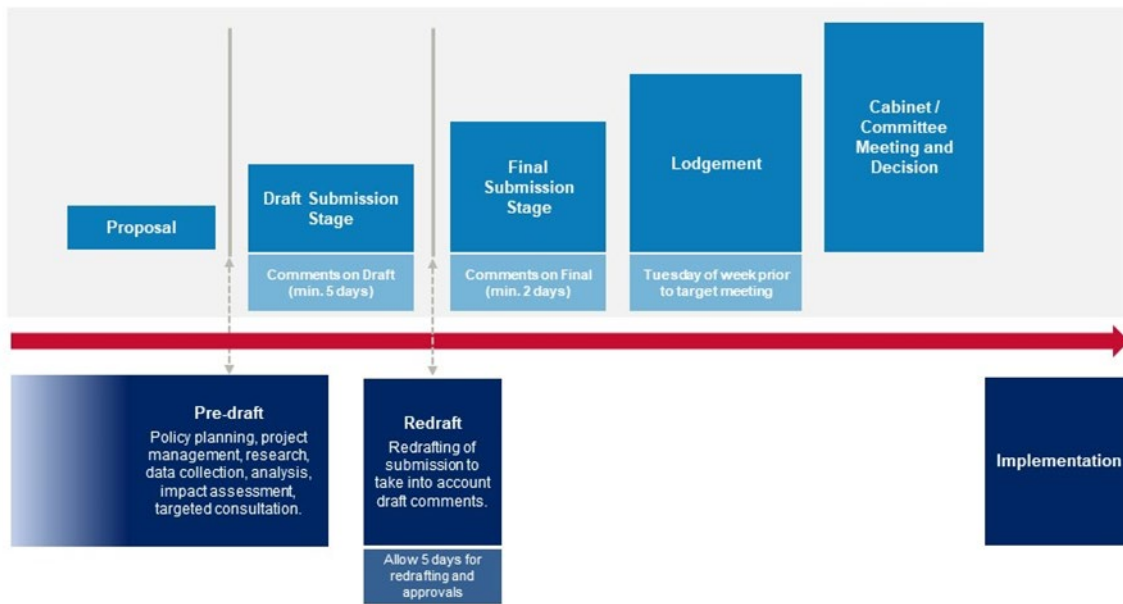 Proposal
Draft Submission
Stage
Comments on Draft
(min. 5 days)
Final
Submission
Stage
Comments on Final
(min. 2 days)
Lodgement
Tuesday of week prior
to target meeting
Cabinet /
Committee
Meeting and
Decision
Pre-draft
Policy planning, project
management, research,
data collection, analysis,
impact assessment,
targeted consultation.
Redraft
Redrafting of
submission to
take into account
draft comments.
Allow 5 days for
redrafting and
approvals
Implementation